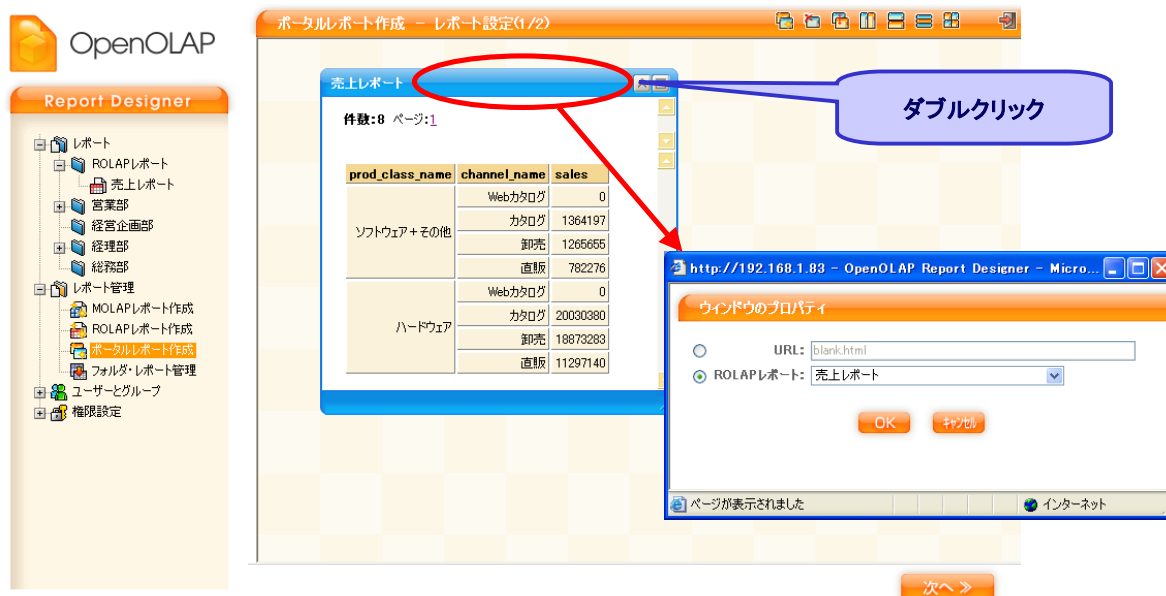 OpenOLAP
Report Designer
レポート
ROLAPレポート
売上レポート
営業部
経営企画部
経理部
総務部
レポート管理
MOLAPレポート作成
ROLAPレポート作成
ポータルレポート作成
フォルダ・レポート管理
ユーザーとグループ
権限設定
ポータルレポート作成 － レポート設定(1/2)
売上レポート
ダブルクリック
件数:8 ページ:1
prod_class_name channel_name sales
ソフトウェア+その他
Webカタログ 0
カタログ 1364197
卸売 1265655
直販 782276
ハードウェア
Webカタログ 0
カタログ 20030380
卸売 18873283
直販 11297140
http://192.168.1.83 - OpenOLAP Report Designer - Micro...
ウィンドウのプロパティ
URL: blank.html
ROLAPレポート: 売上レポート
OK キャンセル
ページが表示されました インターネット
次へ ≫